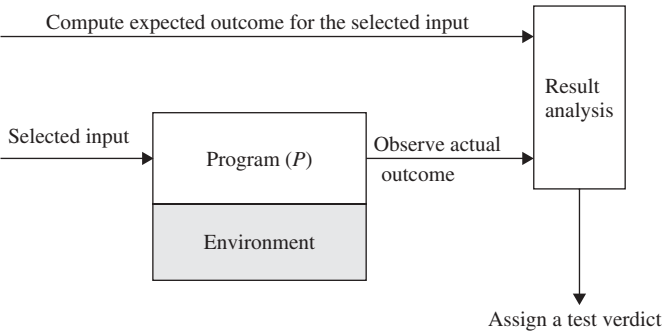 Compute expected outcome for the selected input
Result
analysis
Selected input
Program (P)
Observe actual
outcome
Environment
Assign a test verdict